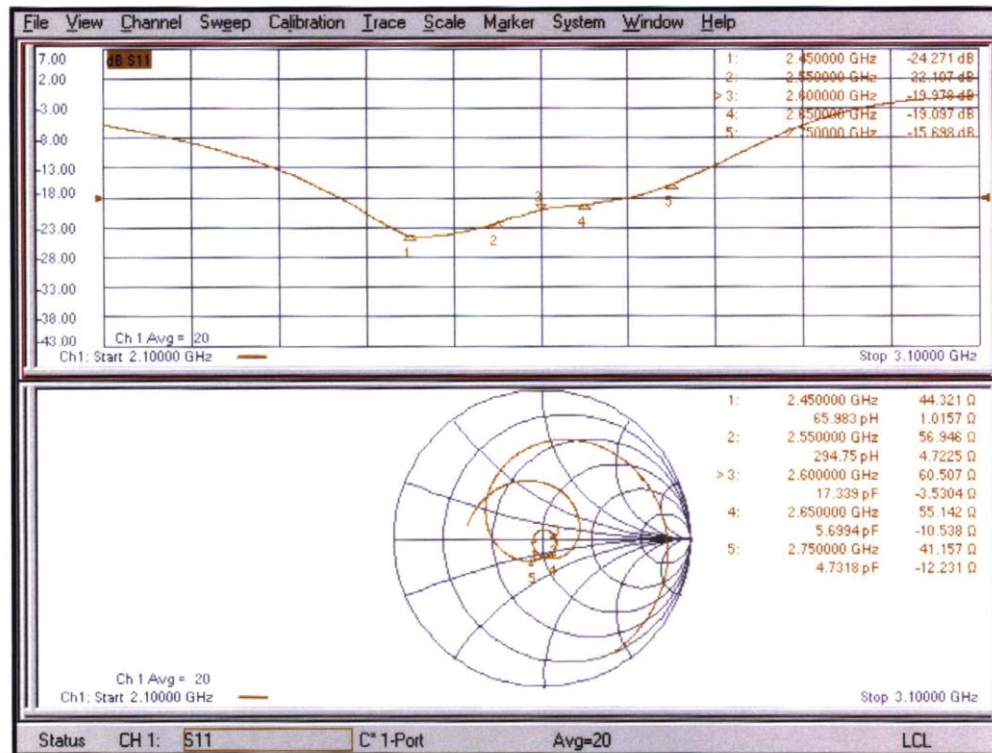 File View Channel Sweep Calibration Trace Scale Marker System Window Help
dB S11
7.00
2.00
-3.00
-8.00
-13.00
-18.00
-23.00
-28.00
-33.00
-38.00
-43.00
1: 2.450000 GHz -24.271 dB
2: 2.550000 GHz -22.107 dB
>3: 2.600000 GHz -19.978 dB
4: 2.650000 GHz -19.097 dB
5: 2.750000 GHz -15.698 dB
1
2
3
4
5
Ch 1 Avg = 20
Ch1: Start 2.10000 GHz
Stop 3.10000 GHz
1: 2.450000 GHz 44.321 Ω
65.983 pH 1.0157 Ω
2: 2.550000 GHz 56.946 Ω
294.75 pH 4.7225 Ω
>3: 2.600000 GHz 60.507 Ω
17.339 pF -3.5304 Ω
4: 2.650000 GHz 55.142 Ω
5.6994 pF -10.538 Ω
5: 2.750000 GHz 41.157 Ω
4.7318 pF -12.231 Ω
4
5
Ch 1 Avg = 20
Ch1: Start 2.10000 GHz
Stop 3.10000 GHz
Status CH 1: S11 C* 1-Port Avg=20 LCL